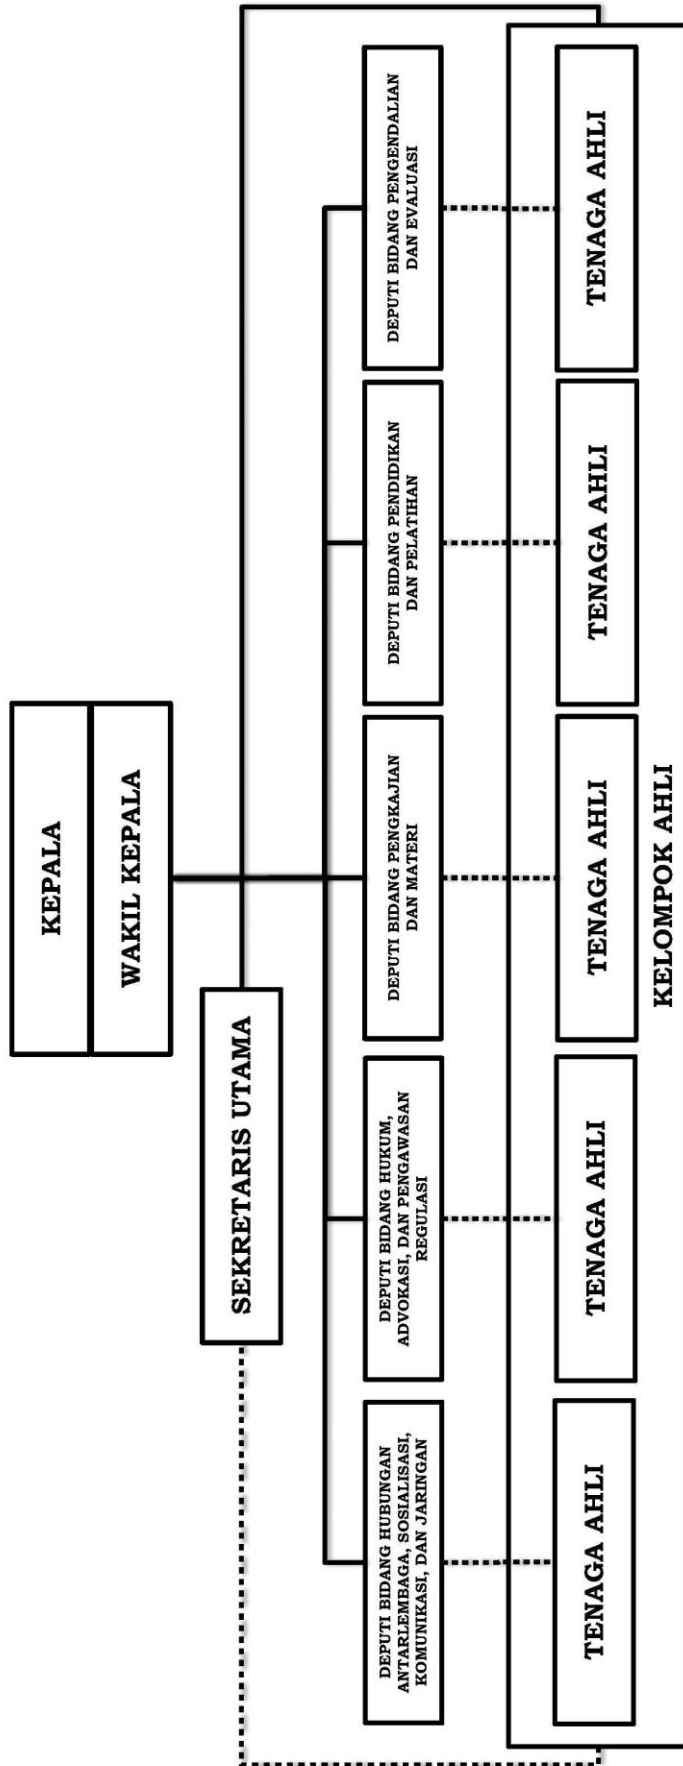 KEPALA
WAKIL KEPALA
SEKRETARIS UTAMA
DEPUTI BIDANG HUBUNGAN
ANTARLEMBAGA, SOSIALISASI,
KOMUNIKASI, DAN JARINGAN
DEPUTI BIDANG HUKUM,
ADVOKASI, DAN PENGAWASAN
REGULASI
DEPUTI BIDANG PENGKAJIAN
DAN MATERI
DEPUTI BIDANG PENDIDIKAN
DAN PELATIHAN
DEPUTI BIDANG PENGENDALIAN
DAN EVALUASI
TENAGA AHLI
TENAGA AHLI
TENAGA AHLI
TENAGA AHLI
TENAGA AHLI
KELOMPOK AHLI